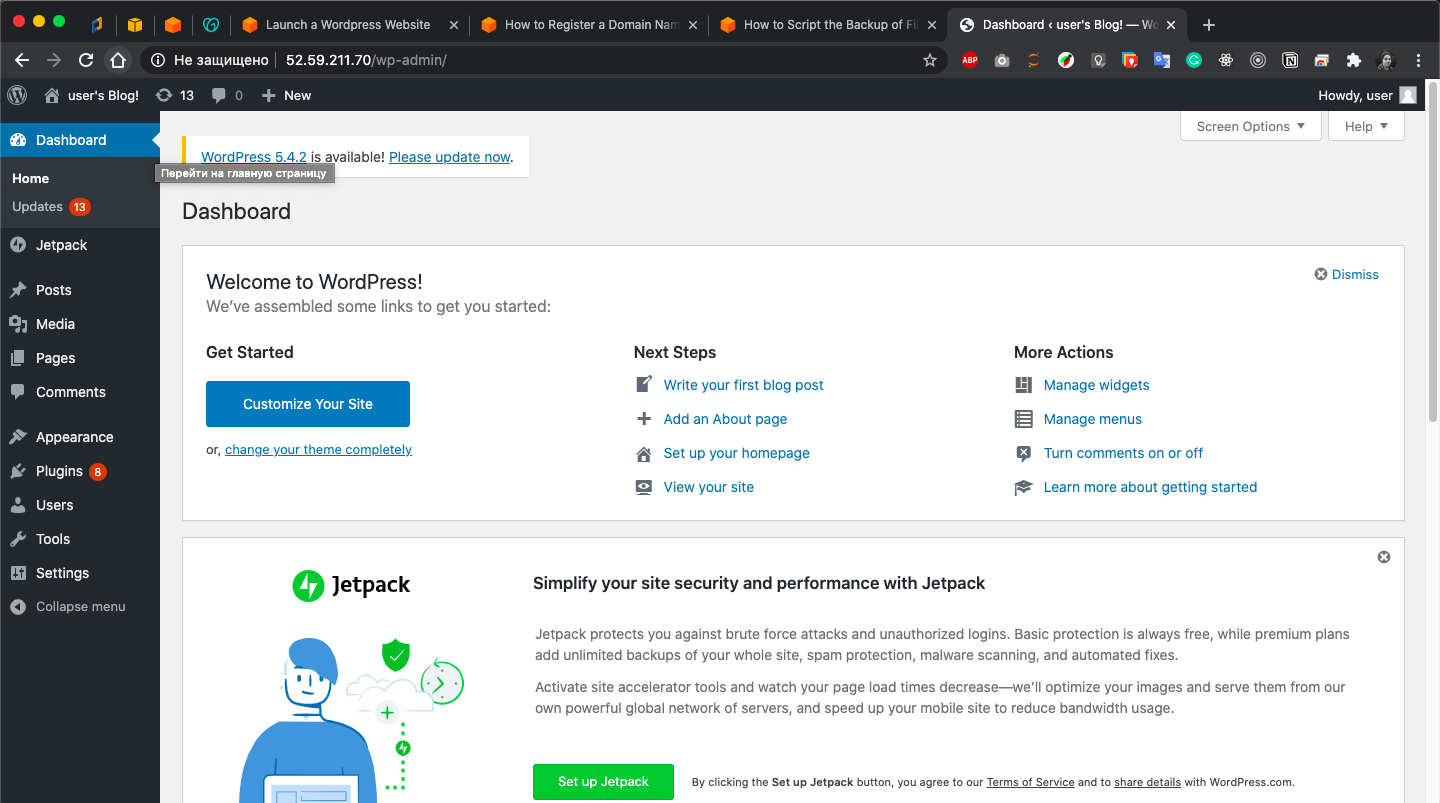 Launch a Wordpress Website
How to Register a Domain Nam
How to Script the Backup of Fil
Dashboard ‹ user's Blog! — Wo
Не защищено
52.59.211.70/wp-admin/
ABP
user's Blog!
13
0
New
Howdy, user
Dashboard
Home
Updates 13
Jetpack
Posts
Media
Pages
Comments
Appearance
Plugins 8
Users
Tools
Settings
Collapse menu
Screen Options
Help
WordPress 5.4.2 is available! Please update now.
Перейти на главную страницу
Dashboard
Welcome to WordPress!
We’ve assembled some links to get you started:
Dismiss
Get Started
Customize Your Site
or, change your theme completely
Next Steps
Write your first blog post
Add an About page
Set up your homepage
View your site
More Actions
Manage widgets
Manage menus
Turn comments on or off
Learn more about getting started
Jetpack
Simplify your site security and performance with Jetpack
Jetpack protects you against brute force attacks and unauthorized logins. Basic protection is always free, while premium plans
add unlimited backups of your whole site, spam protection, malware scanning, and automated fixes.
Activate site accelerator tools and watch your page load times decrease—we’ll optimize your images and serve them from our
own powerful global network of servers, and speed up your mobile site to reduce bandwidth usage.
Set up Jetpack
By clicking the Set up Jetpack button, you agree to our Terms of Service and to share details with WordPress.com.